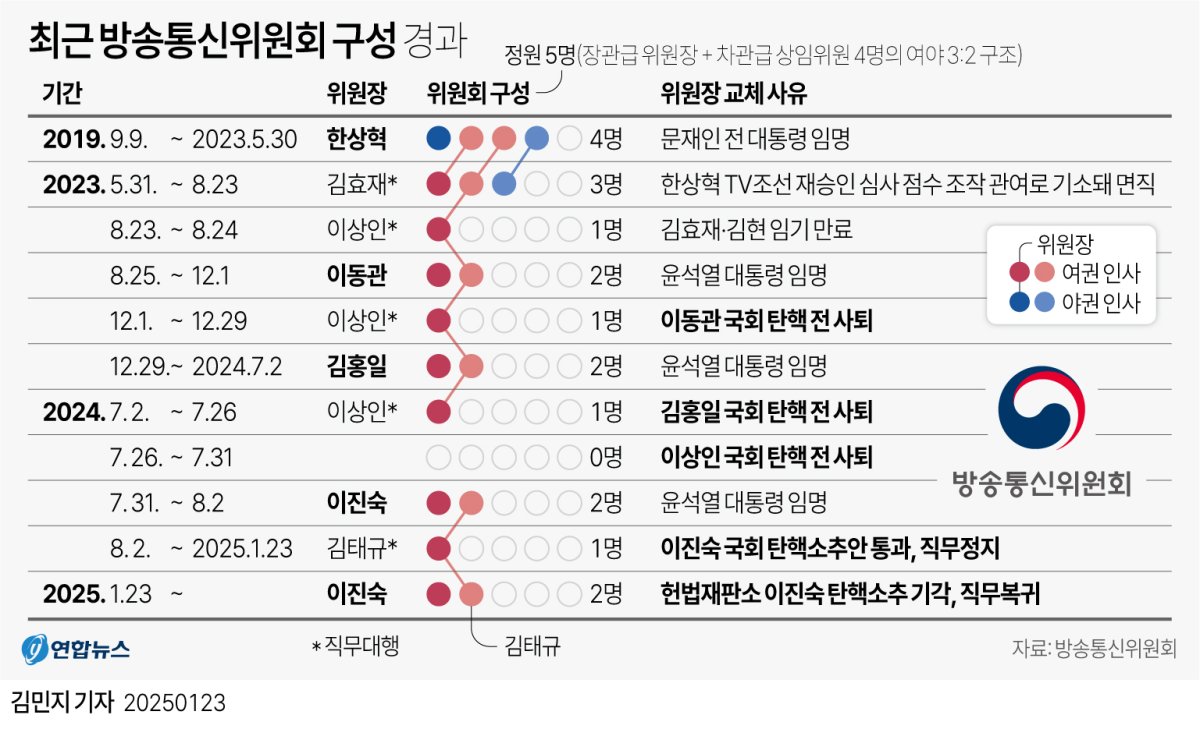 최근 방송통신위원회 구성 경과
정원 5명(장관급 위원장 + 차관급 상임위원 4명의 여야 3:2 구조)
기간 위원장 위원회 구성 위원장 교체 사유
2019. 9.9. ~ 2023.5.30 한상혁 4명 문재인 전 대통령 임명
2023. 5.31. ~ 8.23 김효재* 3명 한상혁 TV조선 재승인 심사 점수 조작 관여로 기소돼 면직
8.23. ~ 8.24 이상인* 1명 김효재·김현 임기 만료
8.25. ~ 12.1 이동관 2명 윤석열 대통령 임명
12.1. ~ 12.29 이상인* 1명 이동관 국회 탄핵 전 사퇴
12.29.~ 2024.7.2 김홍일 2명 윤석열 대통령 임명
2024. 7.2. ~ 7.26 이상인* 1명 김홍일 국회 탄핵 전 사퇴
7.26. ~ 7.31 0명 이상인 국회 탄핵 전 사퇴
7.31. ~ 8.2 이진숙 2명 윤석열 대통령 임명
8.2. ~ 2025.1.23 김태규* 1명 이진숙 국회 탄핵소추안 통과, 직무정지
2025. 1.23 ~ 이진숙 2명 헌법재판소 이진숙 탄핵소추 기각, 직무복귀
위원장
여권 인사
야권 인사
방송통신위원회
연합뉴스 *직무대행 김태규 자료: 방송통신위원회
김민지 기자 20250123